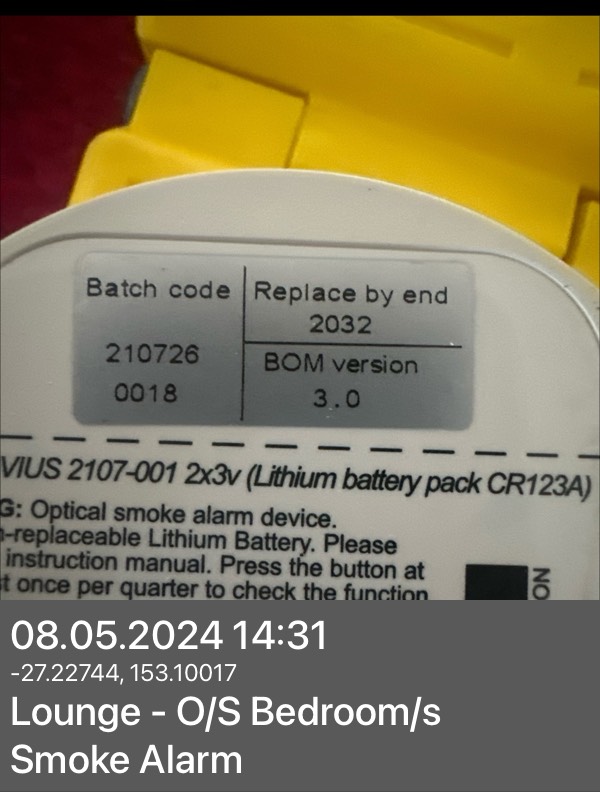 Batch code
210726
0018
Replace by end
2032
BOM version
3.0
VIUS 2107-001 2x3v (Lithium battery pack CR123A)
G: Optical smoke alarm device.
-replaceable Lithium Battery. Please
instruction manual. Press the button at
once per quarter to check the function
NO
08.05.2024 14:31
-27.22744, 153.10017
Lounge - O/S Bedroom/s
Smoke Alarm